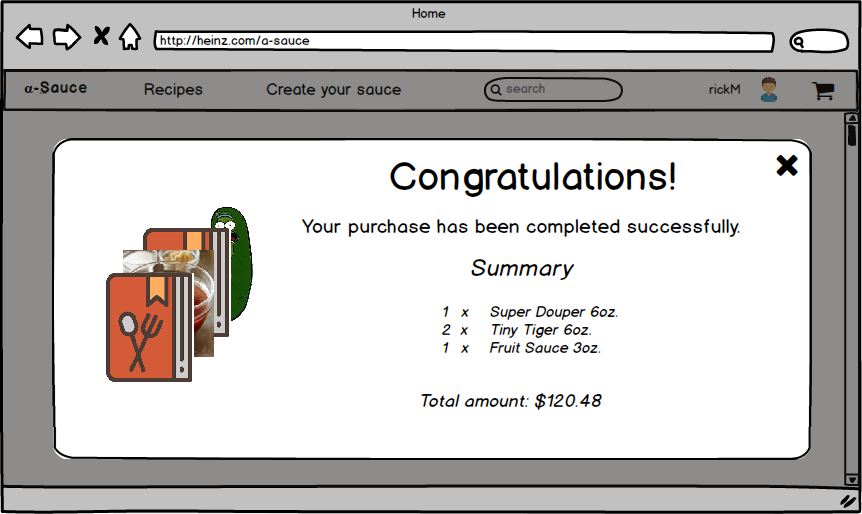 Home
http://heinz.com/a-sauce
α-Sauce Recipes Create your sauce search rickM
Congratulations!
Your purchase has been completed successfully.
Summary
1 x Super Douper 6oz.
2 x Tiny Tiger 6oz.
1 x Fruit Sauce 3oz.
Total amount: $120.48